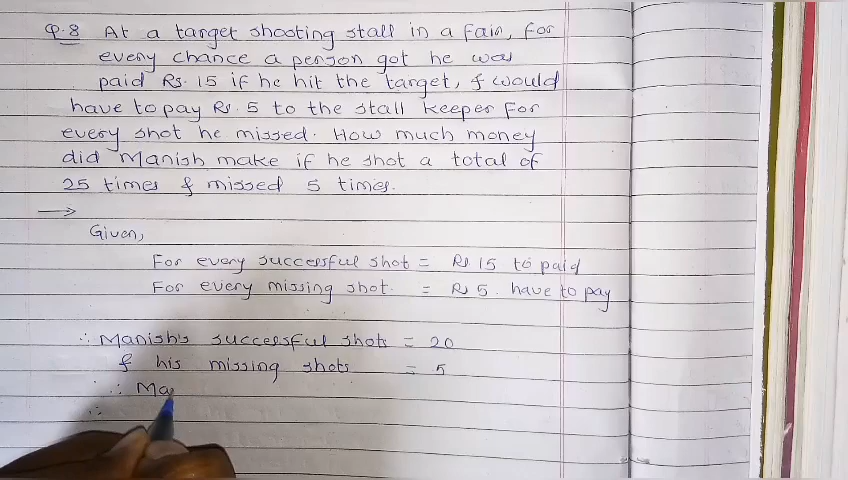 Q.8 At a target shooting stall in a fair, for
every chance a person got he was
paid Rs. 15 if he hit the target, & would
have to pay Rs. 5 to the stall keeper for
every shot he missed. How much money
did Manish make if he shot a total of
25 times & missed 5 times.
→
Given,
For every successful shot = Rs 15 to paid
For every missing shot. = Rs 5. have to pay
∴ Manish's successful shots = 20
& his missing shots = 5
∴ Ma
∴